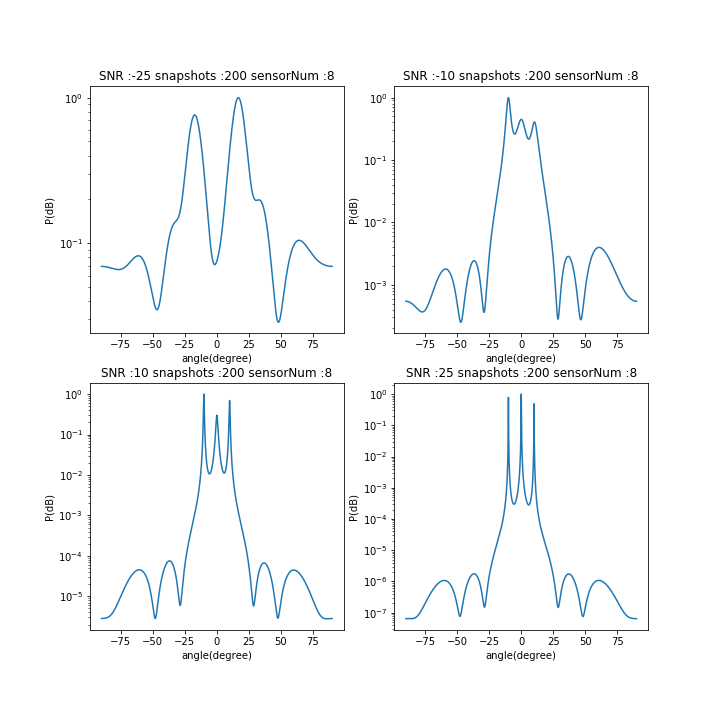 SNR :-25 snapshots :200 sensorNum :8
10⁰
10⁻¹
P(dB)
−75 −50 −25 0 25 50 75
angle(degree)
SNR :-10 snapshots :200 sensorNum :8
10⁰
10⁻¹
10⁻²
10⁻³
P(dB)
−75 −50 −25 0 25 50 75
angle(degree)
SNR :10 snapshots :200 sensorNum :8
10⁰
10⁻¹
10⁻²
10⁻³
10⁻⁴
10⁻⁵
P(dB)
−75 −50 −25 0 25 50 75
angle(degree)
SNR :25 snapshots :200 sensorNum :8
10⁰
10⁻¹
10⁻²
10⁻³
10⁻⁴
10⁻⁵
10⁻⁶
10⁻⁷
P(dB)
−75 −50 −25 0 25 50 75
angle(degree)